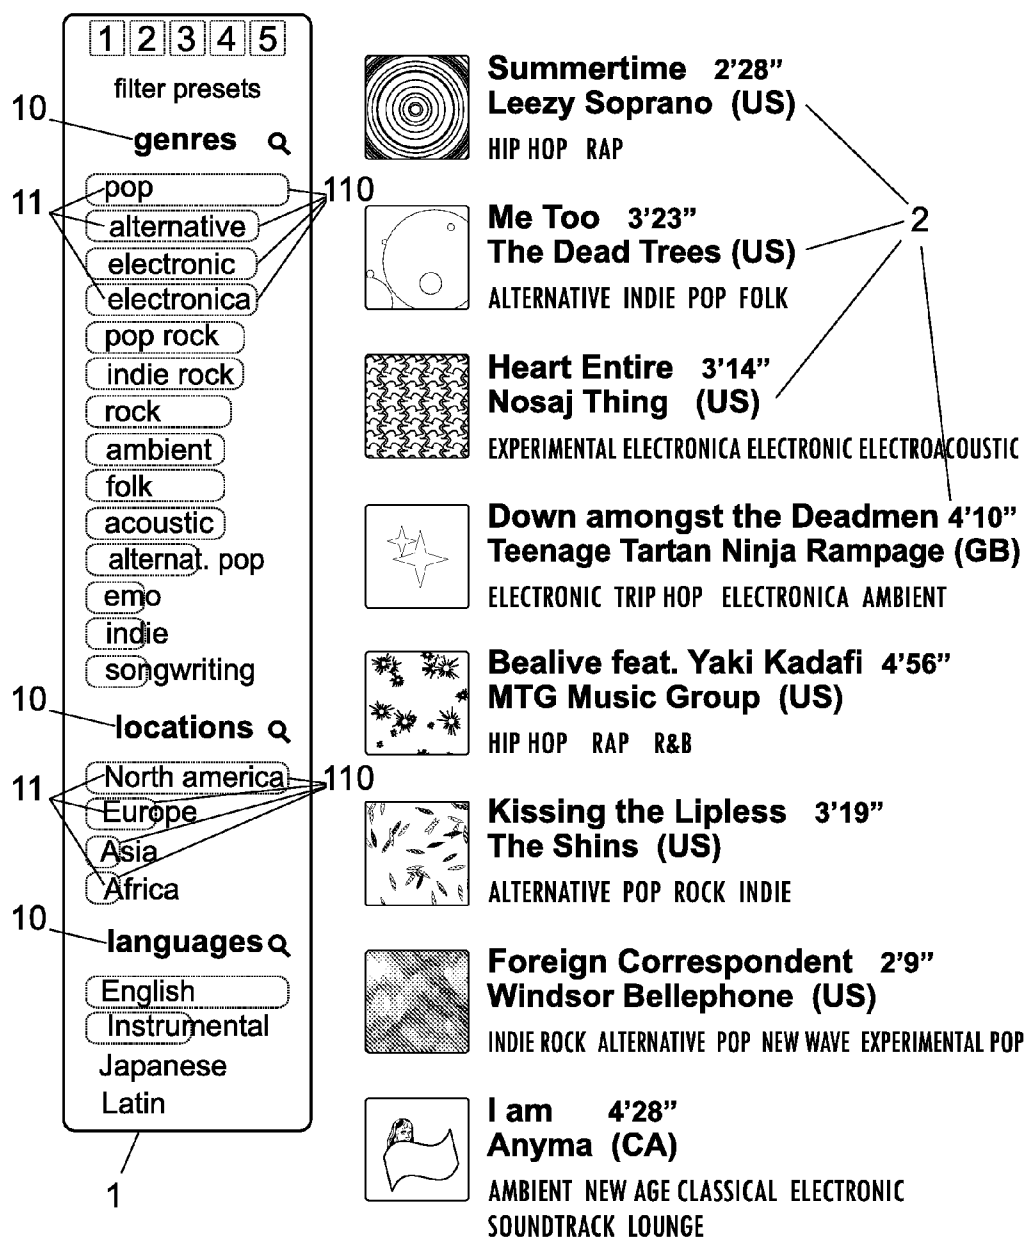 1 2 3 4 5
filter presets
10
genres
11
110
pop
alternative
electronic
electronica
pop rock
indie rock
rock
ambient
folk
acoustic
alternat. pop
emo
indie
songwriting
10
locations
11
110
North america
Europe
Asia
Africa
10
languages
English
Instrumental
Japanese
Latin
1
Summertime 2'28”
Leezy Soprano (US)
HIP HOP RAP
2
Me Too 3'23”
The Dead Trees (US)
ALTERNATIVE INDIE POP FOLK
Heart Entire 3'14”
Nosaj Thing (US)
EXPERIMENTAL ELECTRONICA ELECTRONIC ELECTROACOUSTIC
Down amongst the Deadmen 4'10”
Teenage Tartan Ninja Rampage (GB)
ELECTRONIC TRIP HOP ELECTRONICA AMBIENT
Bealive feat. Yaki Kadafi 4'56”
MTG Music Group (US)
HIP HOP RAP R&B
Kissing the Lipless 3'19”
The Shins (US)
ALTERNATIVE POP ROCK INDIE
Foreign Correspondent 2'9”
Windsor Bellephone (US)
INDIE ROCK ALTERNATIVE POP NEW WAVE EXPERIMENTAL POP
I am 4'28”
Anyma (CA)
AMBIENT NEW AGE CLASSICAL ELECTRONIC
SOUNDTRACK LOUNGE